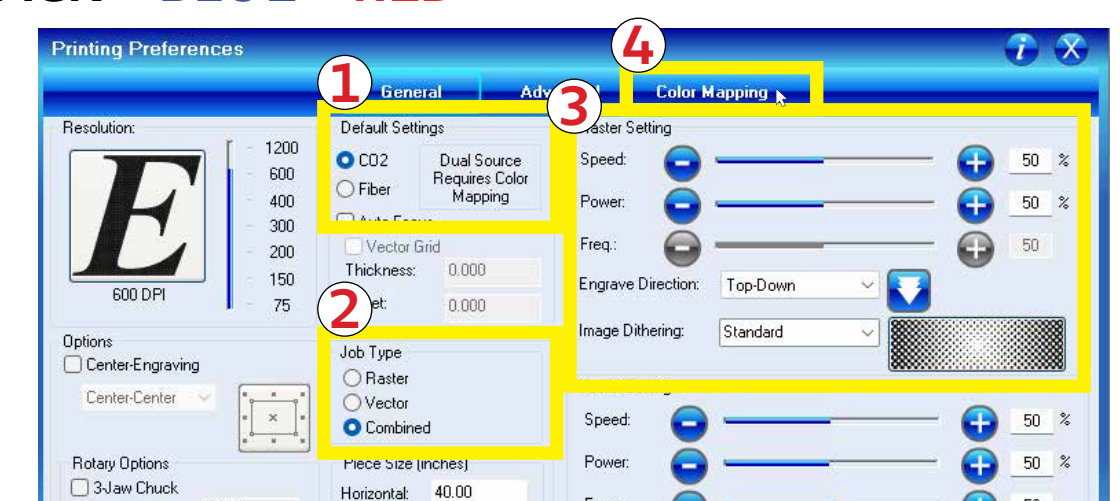 BLUE RED
Printing Preferences
4
1
General
Color Mapping
3
Resolution:
1200
600
400
300
200
150
75
E
600 DPI
Default Settings
CO2
Fiber
Dual Source
Requires Color
Mapping
Vector Grid
Thickness: 0.000
0.000
2
Job Type
Raster
Vector
Combined
Piece Size (Inches)
Horizontal: 40.00
Options
Center-Engraving
Center-Center
Rotary Options
3-Jaw Chuck
Raster Setting
Speed: 50 %
Power: 50 %
Freq.: 50
Engrave Direction: Top-Down
Image Dithering: Standard
Speed: 50 %
Power: 50 %